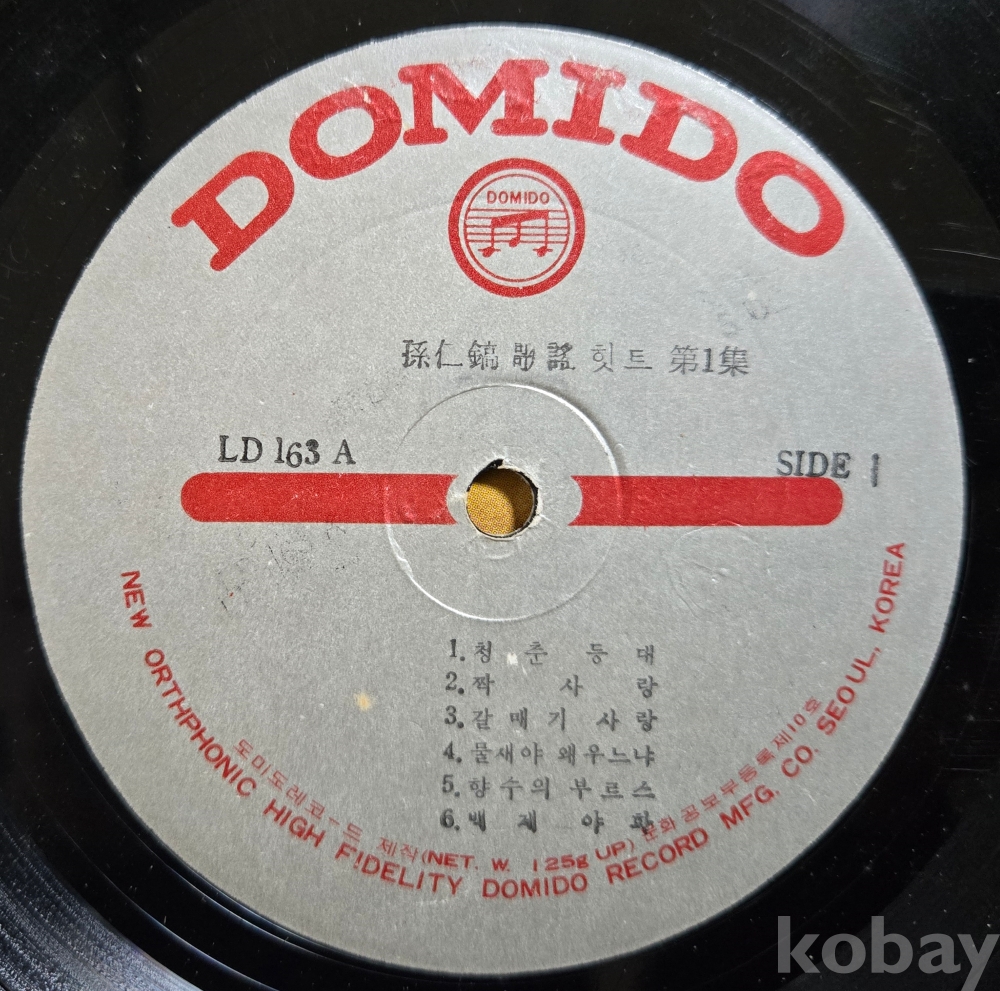 DOMIDO
DOMIDO
孫仁鎬 歌謠 힛트 第1集
LD 163 A
SIDE 1
1. 청춘등대
2. 짝사랑
3. 갈매기 사랑
4. 물새야 왜우느냐
5. 향수의 부르스
6. 백제야화
도미도레코-드 제작(NET. W. 125g UP) 문화공보부등록제10호
NEW ORTHPHONIC HIGH FIDELITY DOMIDO RECORD MFG. CO. SEOUL, KOREA
kobay